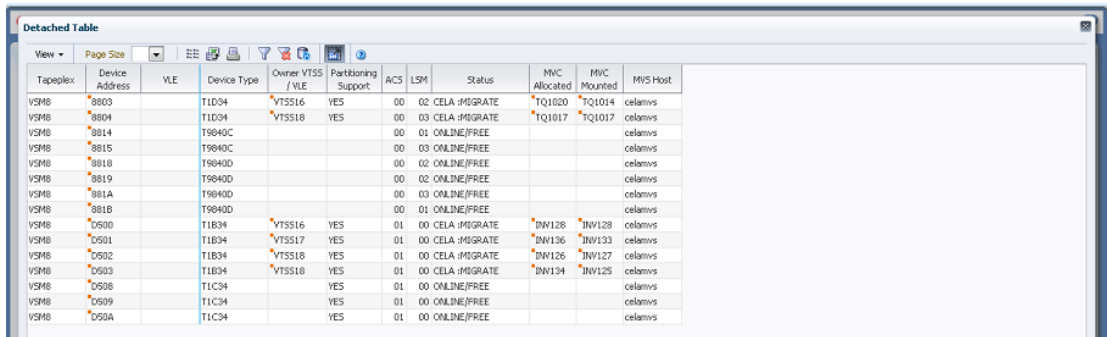 Detached Table
View Page Size
Tapeplex Device Address VLE Device Type Owner VTSS / VLE Partitioning Support ACS LSM Status MVC Allocated MVC Mounted MVS Host
VSM8 8803 T1D34 VTSS16 YES 00 02 CELA :MIGRATE TQ1020 TQ1014 celamvs
VSM8 8804 T1D34 VTSS18 YES 00 03 CELA :MIGRATE TQ1017 TQ1017 celamvs
VSM8 8814 T9840C 00 01 ONLINE/FREE celamvs
VSM8 8815 T9840C 00 03 ONLINE/FREE celamvs
VSM8 8818 T9840D 00 02 ONLINE/FREE celamvs
VSM8 8819 T9840D 00 02 ONLINE/FREE celamvs
VSM8 881A T9840D 00 03 ONLINE/FREE celamvs
VSM8 881B T9840D 00 01 ONLINE/FREE celamvs
VSM8 D500 T1B34 VTSS16 YES 01 00 CELA :MIGRATE INV128 INV128 celamvs
VSM8 D501 T1B34 VTSS17 YES 01 00 CELA :MIGRATE INV136 INV133 celamvs
VSM8 D502 T1B34 VTSS18 YES 01 00 CELA :MIGRATE INV126 INV127 celamvs
VSM8 D503 T1B34 VTSS18 YES 01 00 CELA :MIGRATE INV134 INV125 celamvs
VSM8 D508 T1C34 YES 01 00 ONLINE/FREE celamvs
VSM8 D509 T1C34 YES 01 00 ONLINE/FREE celamvs
VSM8 D50A T1C34 YES 01 00 ONLINE/FREE celamvs